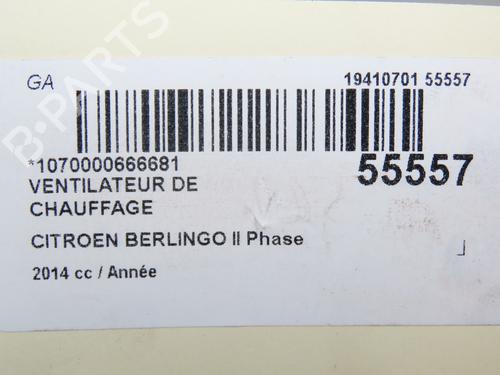 GA
19410701 55557
*1070000666681
55557
VENTILATEUR DE
CHAUFFAGE
CITROEN BERLINGO II Phase
2014 cc / Année
B-PARTS